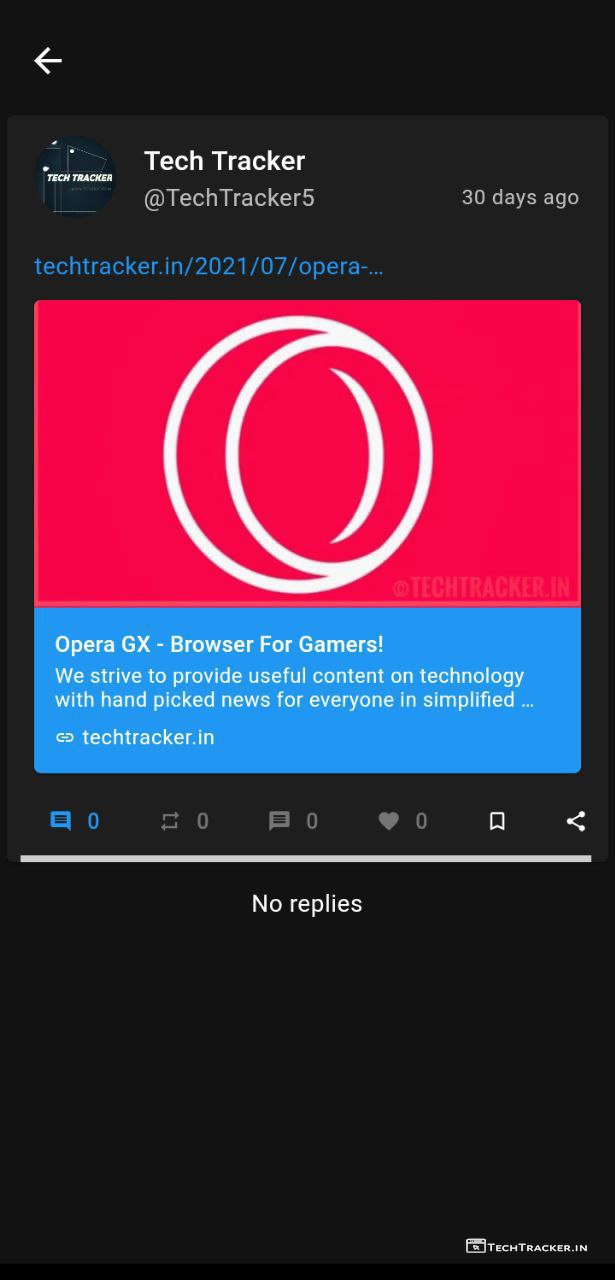 Tech Tracker
@TechTracker5
30 days ago
TECH TRACKER
techtracker.in/2021/07/opera-...
©TECHTRACKER.IN
Opera GX - Browser For Gamers!
We strive to provide useful content on technology
with hand picked news for everyone in simplified ...
techtracker.in
0 0 0 0
No replies
TECHTRACKER.IN